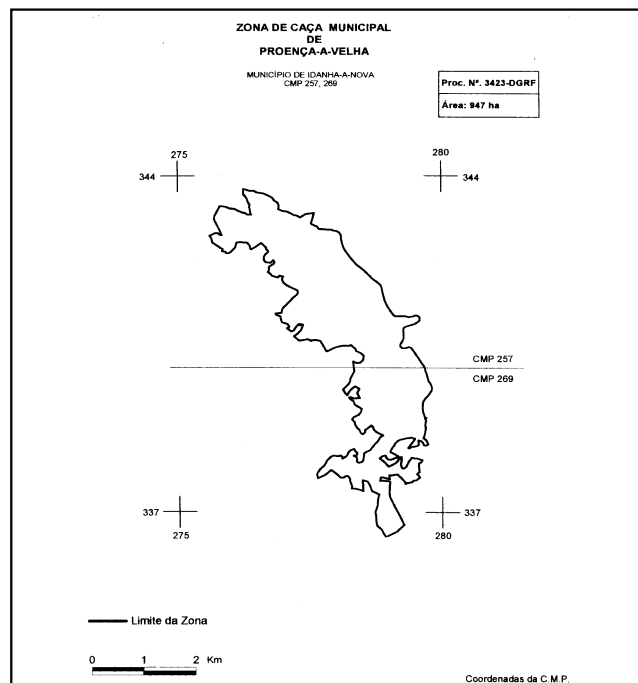 ZONA DE CAÇA MUNICIPAL
DE
PROENÇA-A-VELHA
MUNICÍPIO DE IDANHA-A-NOVA
CMP 257, 269
Proc. Nº. 3423-DGRF
Área: 947 ha
275
280
344
344
CMP 257
CMP 269
337
337
275
280
Limite da Zona
0 1 2 Km
Coordenadas da C.M.P.